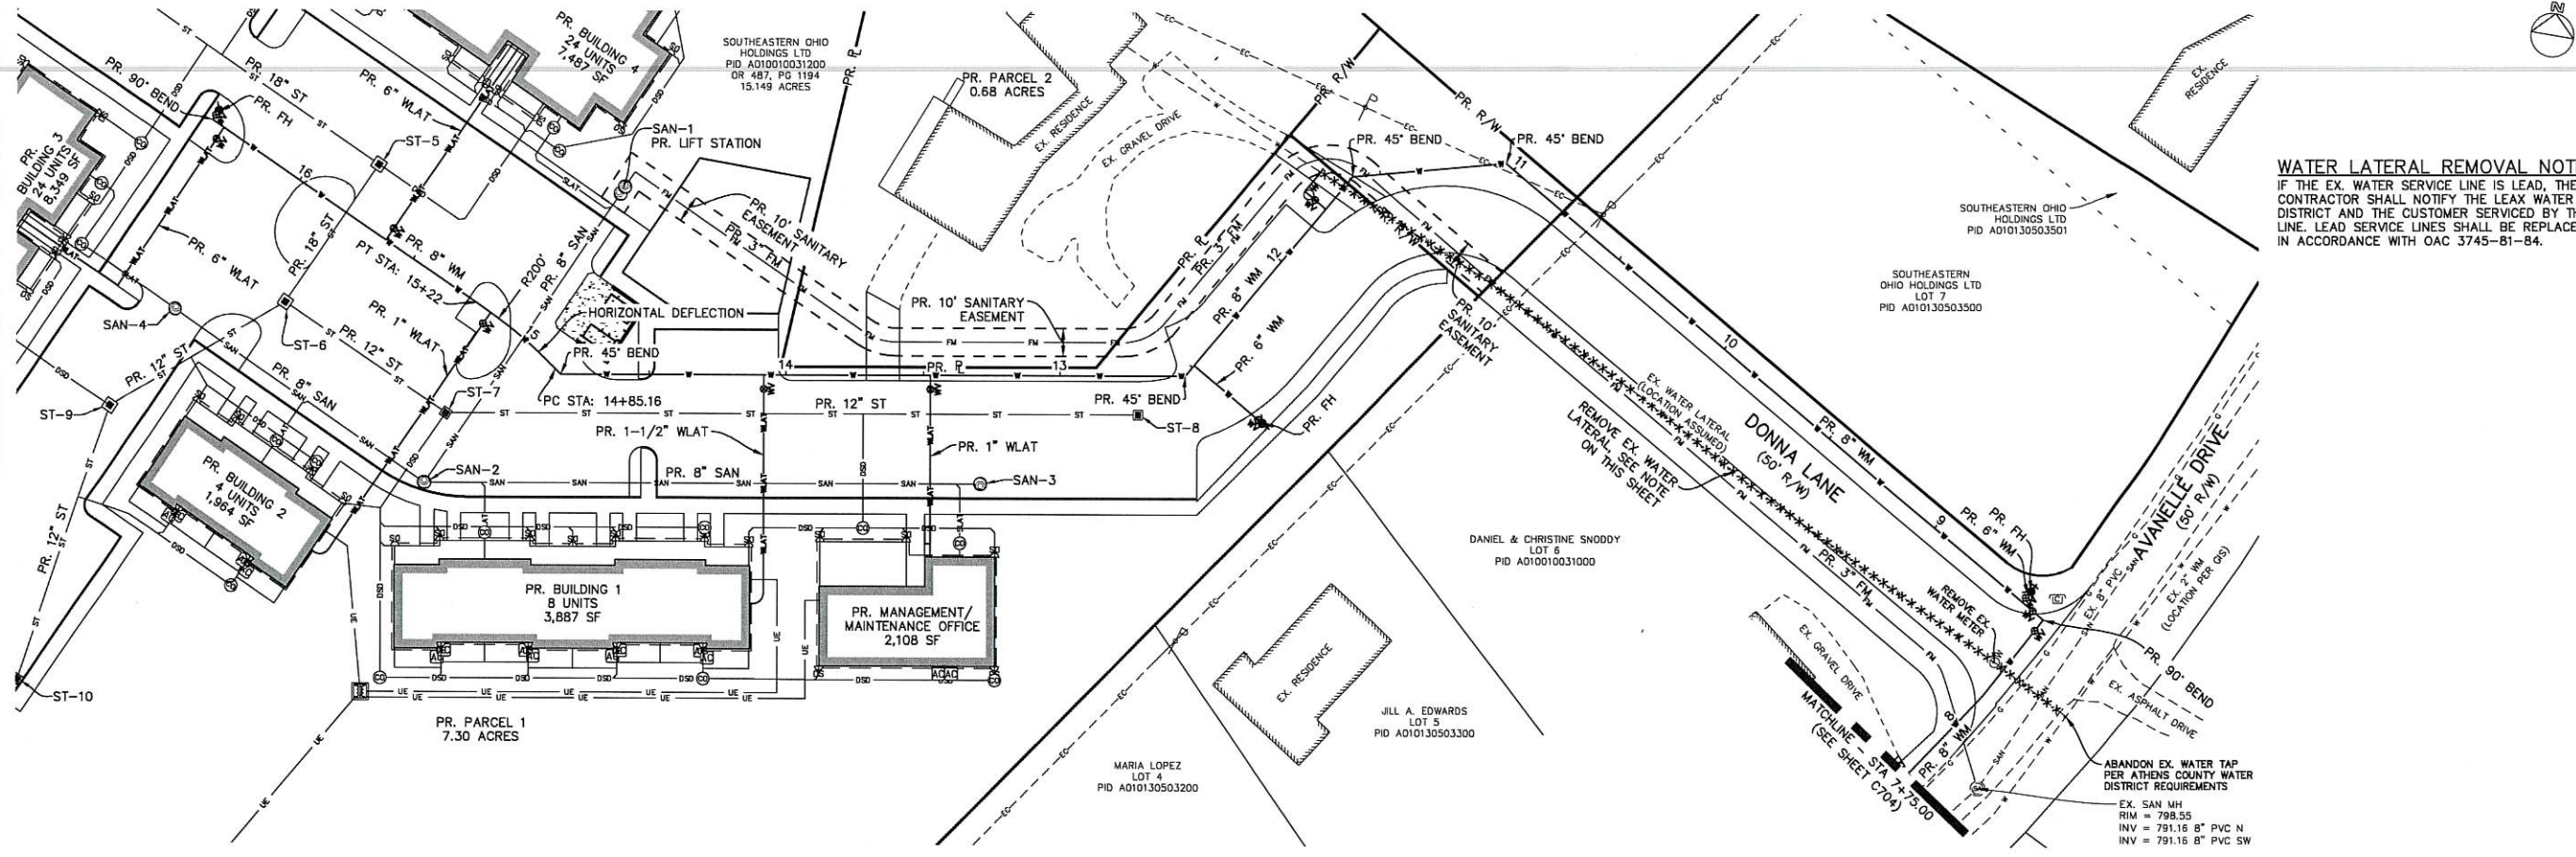 N
SOUTHEASTERN OHIO
HOLDINGS LTD
PID A010010031200
OR 487, PG 1194
15.149 ACRES
PR. BUILDING 4
24 UNITS
7,487 SF
PR. PARCEL 2
0.68 ACRES
EX. RESIDENCE
EX. GRAVEL DRIVE
PR. R/W
PR. R/W
PR. 45° BEND
PR. 45° BEND
EX. RESIDENCE
WATER LATERAL REMOVAL NOT
IF THE EX. WATER SERVICE LINE IS LEAD, THE
CONTRACTOR SHALL NOTIFY THE LEAX WATER
DISTRICT AND THE CUSTOMER SERVICED BY TH
LINE. LEAD SERVICE LINES SHALL BE REPLACE
IN ACCORDANCE WITH OAC 3745-81-84.
SOUTHEASTERN OHIO
HOLDINGS LTD
PID A010130503501
SOUTHEASTERN
OHIO HOLDINGS LTD
LOT 7
PID A010130503500
PR. 90° BEND
PR. 18" ST
PR. FH
PR. 6" WLAT
SAN-1
PR. LIFT STATION
ST-5
PR.
BUILDING 3
24 UNITS
8,349 SF
16
PR. 18" ST
PR. 6" WLAT
PR. 8" WM
PT STA: 15+22
R200'
PR. 8" SAN
PR. 10' SANITARY
EASEMENT
PR. 3" FM
HORIZONTAL DEFLECTION
PR. 10' SANITARY
EASEMENT
PR. 3" FM
PR. 8" WM
12
11
10
9
8
R/W
PR. 10'
SANITARY
EASEMENT
SAN-4
ST-6
PR. 1" WLAT
PR. 12" ST
PR. 12" ST
15
PR. 45° BEND
14
13
PR. 6" WM
PR. FH
PC STA: 14+85.16
PR. 12" ST
PR. 45° BEND
ST-7
ST-8
ST-9
PR. 8" SAN
PR. 1-1/2" WLAT
PR. 1" WLAT
SAN-2
PR. 8" SAN
SAN-3
PR. 12" ST
PR. BUILDING 2
4 UNITS
1,964 SF
PR. BUILDING 1
8 UNITS
3,887 SF
PR. MANAGEMENT/
MAINTENANCE OFFICE
2,108 SF
ST-10
PR. PARCEL 1
7.30 ACRES
DANIEL & CHRISTINE SNODDY
LOT 6
PID A010010031000
EX. RESIDENCE
JILL A. EDWARDS
LOT 5
PID A010130503300
MARIA LOPEZ
LOT 4
PID A010130503200
EX. WATER LATERAL
(LOCATION ASSUMED)
REMOVE EX. WATER
LATERAL, SEE NOTE
ON THIS SHEET
DONNA LANE
(50' R/W)
PR. 8" WM
PR. 3" FM
PR. 6" WM
PR. FH
AVANELLE DRIVE
(50' R/W)
EX. 8" PVC
EX. 2" WM
(LOCATION PER GIS)
REMOVE EX.
WATER METER
EX. GRAVEL DRIVE
PR. 90° BEND
EX. ASPHALT DRIVE
PR. 8" WM
MATCHLINE - STA 7+75.00
(SEE SHEET C704)
ABANDON EX. WATER TAP
PER ATHENS COUNTY WATER
DISTRICT REQUIREMENTS
EX. SAN MH
RIM = 798.55
INV = 791.16 8" PVC N
INV = 791.16 8" PVC SW